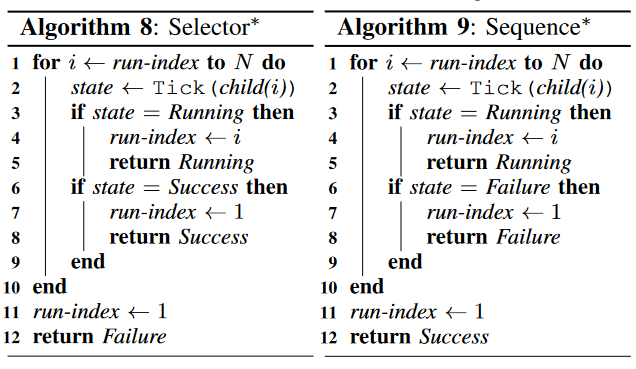 Algorithm 8: Selector*
1 for i ← run-index to N do
2 state ← Tick(child(i))
3 if state = Running then
4 run-index ← i
5 return Running
6 if state = Success then
7 run-index ← 1
8 return Success
9 end
10 end
11 run-index ← 1
12 return Failure
Algorithm 9: Sequence*
1 for i ← run-index to N do
2 state ← Tick(child(i))
3 if state = Running then
4 run-index ← i
5 return Running
6 if state = Failure then
7 run-index ← 1
8 return Failure
9 end
10 end
11 run-index ← 1
12 return Success